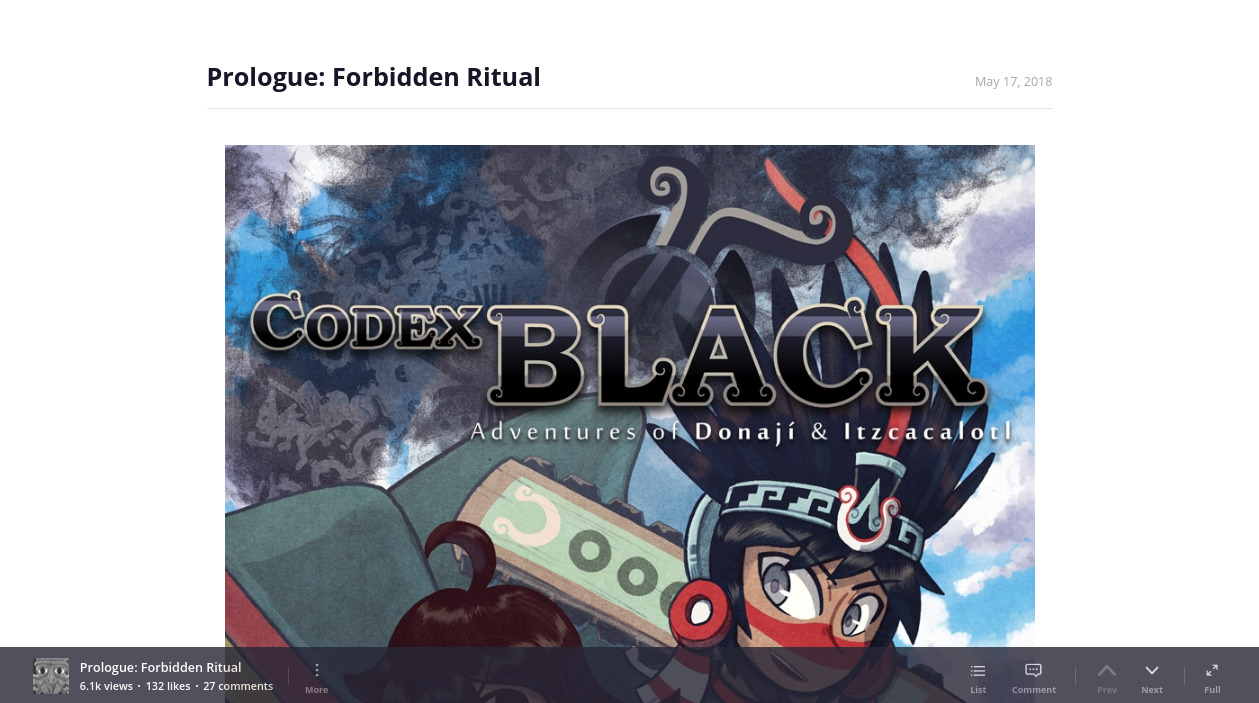 Prologue: Forbidden Ritual
May 17, 2018
CODEX BLACK
Adventures of Donají & Itzcacalotl
Prologue: Forbidden Ritual
6.1k views · 132 likes · 27 comments
More
List
Comment
Prev
Next
Full